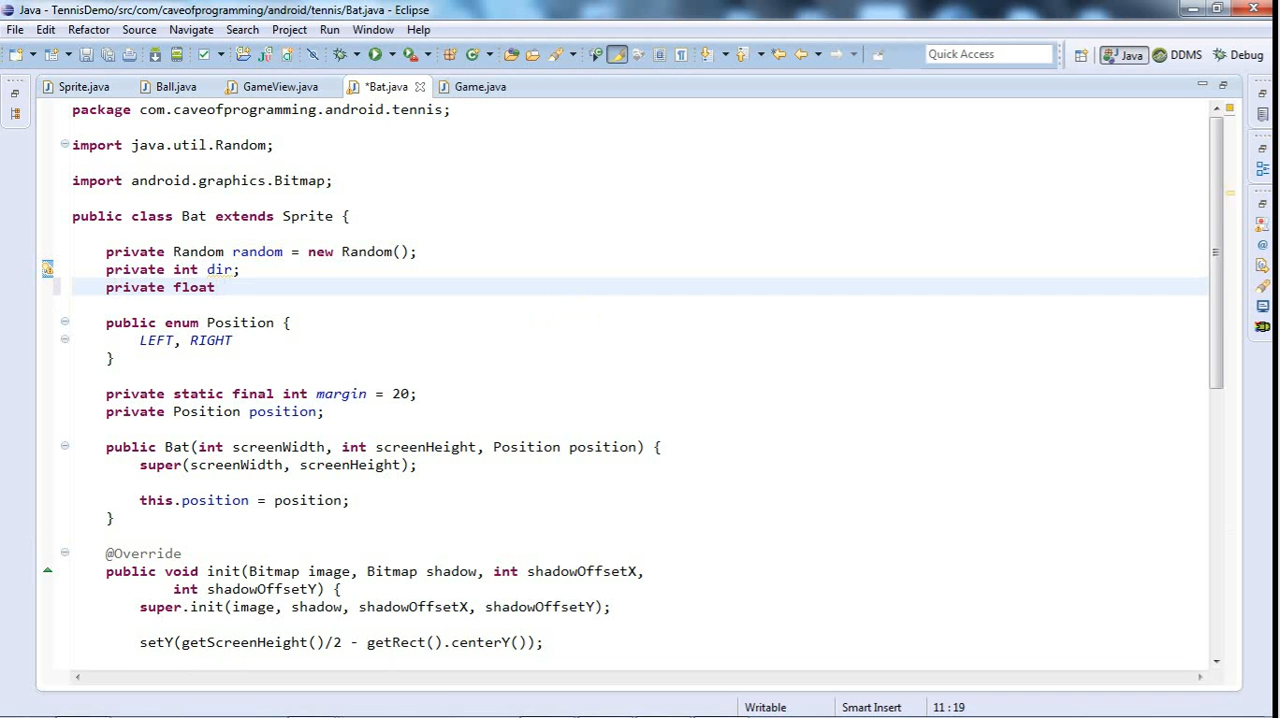 Java - TennisDemo/src/com/caveofprogramming/android/tennis/Bat.java - Eclipse
File Edit Refactor Source Navigate Search Project Run Window Help
Quick Access Java DDMS Debug
Sprite.java Ball.java GameView.java *Bat.java Game.java
package com.caveofprogramming.android.tennis;
import java.util.Random;
import android.graphics.Bitmap;
public class Bat extends Sprite {
private Random random = new Random();
private int dir;
private float
public enum Position {
LEFT, RIGHT
}
private static final int margin = 20;
private Position position;
public Bat(int screenWidth, int screenHeight, Position position) {
super(screenWidth, screenHeight);
this.position = position;
}
@Override
public void init(Bitmap image, Bitmap shadow, int shadowOffsetX,
int shadowOffsetY) {
super.init(image, shadow, shadowOffsetX, shadowOffsetY);
setY(getScreenHeight()/2 - getRect().centerY());
Writable Smart Insert 11 : 19